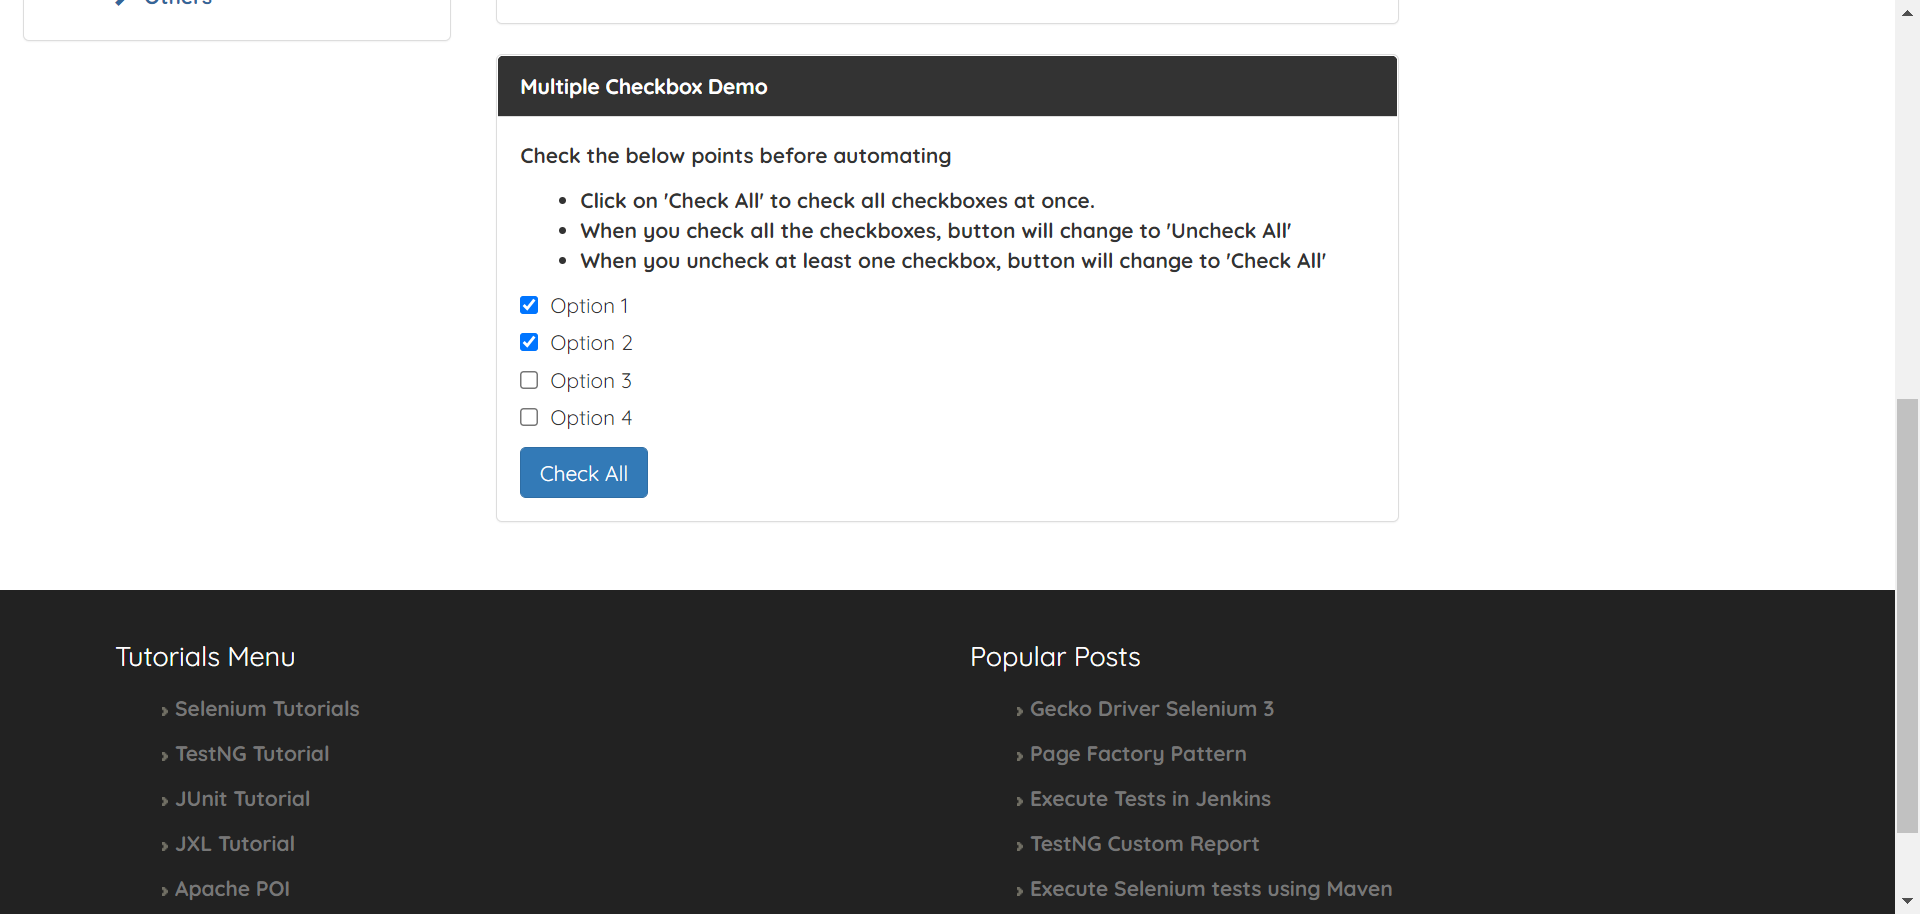 Others
Multiple Checkbox Demo
Check the below points before automating
Click on 'Check All' to check all checkboxes at once.
When you check all the checkboxes, button will change to 'Uncheck All'
When you uncheck at least one checkbox, button will change to 'Check All'
Option 1
Option 2
Option 3
Option 4
Check All
Tutorials Menu
Selenium Tutorials
TestNG Tutorial
JUnit Tutorial
JXL Tutorial
Apache POI
Popular Posts
Gecko Driver Selenium 3
Page Factory Pattern
Execute Tests in Jenkins
TestNG Custom Report
Execute Selenium tests using Maven